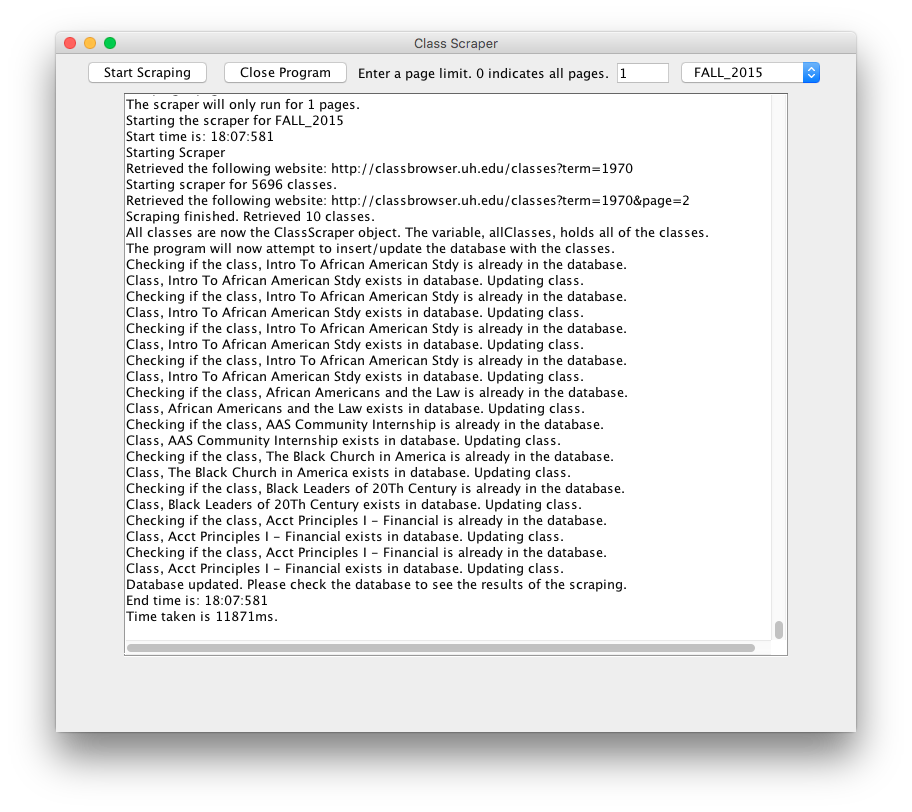 Class Scraper
Start Scraping
Close Program
Enter a page limit. 0 indicates all pages.
1
FALL_2015
The scraper will only run for 1 pages.
Starting the scraper for FALL_2015
Start time is: 18:07:581
Starting Scraper
Retrieved the following website: http://classbrowser.uh.edu/classes?term=1970
Starting scraper for 5696 classes.
Retrieved the following website: http://classbrowser.uh.edu/classes?term=1970&page=2
Scraping finished. Retrieved 10 classes.
All classes are now the ClassScraper object. The variable, allClasses, holds all of the classes.
The program will now attempt to insert/update the database with the classes.
Checking if the class, Intro To African American Stdy is already in the database.
Class, Intro To African American Stdy exists in database. Updating class.
Checking if the class, Intro To African American Stdy is already in the database.
Class, Intro To African American Stdy exists in database. Updating class.
Checking if the class, Intro To African American Stdy is already in the database.
Class, Intro To African American Stdy exists in database. Updating class.
Checking if the class, Intro To African American Stdy is already in the database.
Class, Intro To African American Stdy exists in database. Updating class.
Checking if the class, African Americans and the Law is already in the database.
Class, African Americans and the Law exists in database. Updating class.
Checking if the class, AAS Community Internship is already in the database.
Class, AAS Community Internship exists in database. Updating class.
Checking if the class, The Black Church in America is already in the database.
Class, The Black Church in America exists in database. Updating class.
Checking if the class, Black Leaders of 20Th Century is already in the database.
Class, Black Leaders of 20Th Century exists in database. Updating class.
Checking if the class, Acct Principles I – Financial is already in the database.
Class, Acct Principles I – Financial exists in database. Updating class.
Checking if the class, Acct Principles I – Financial is already in the database.
Class, Acct Principles I – Financial exists in database. Updating class.
Database updated. Please check the database to see the results of the scraping.
End time is: 18:07:581
Time taken is 11871ms.